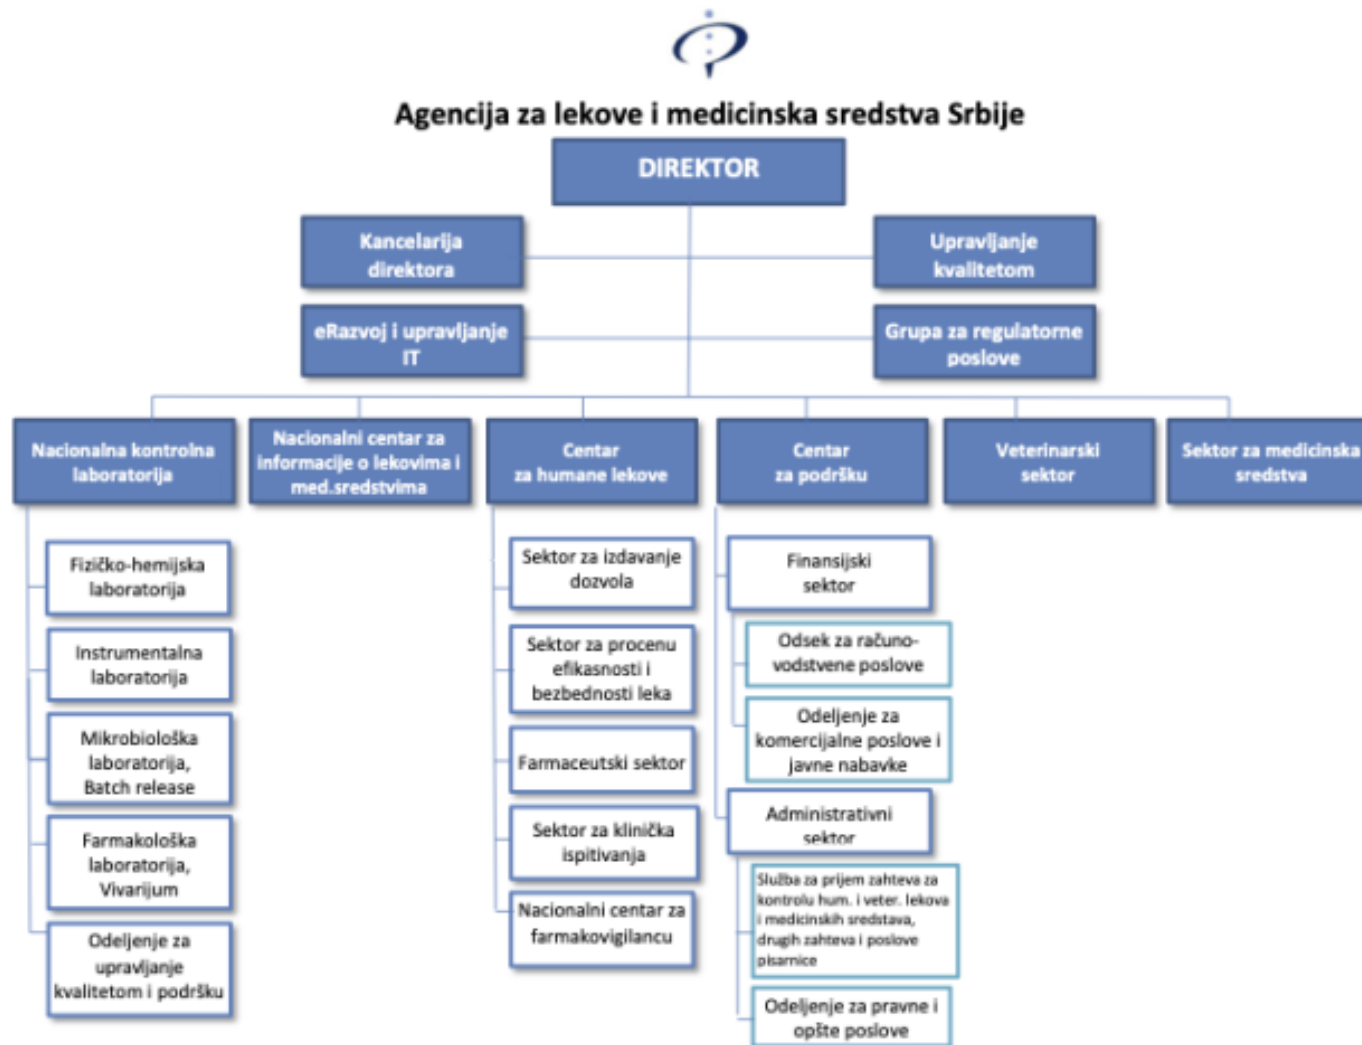 Agencija za lekove i medicinska sredstva Srbije
DIREKTOR
Kancelarija
direktora
Upravljanje
kvalitetom
eRazvoj i upravljanje
IT
Grupa za regulatorne
poslove
Nacionalna kontrolna
laboratorija
Nacionalni centar za
informacije o lekovima i
med.sredstvima
Centar
za humane lekove
Centar
za podršku
Veterinarski
sektor
Sektor za medicinska
sredstva
Fizičko-hemijska
laboratorija
Instrumentalna
laboratorija
Mikrobiološka
laboratorija,
Batch release
Farmakološka
laboratorija,
Vivarijum
Odeljenje za
upravljanje
kvalitetom i podršku
Sektor za izdavanje
dozvola
Sektor za procenu
efikasnosti i
bezbednosti leka
Farmaceutski sektor
Sektor za klinička
ispitivanja
Nacionalni centar za
farmakovigilancu
Finansijski
sektor
Odsek za računo-
vodstvene poslove
Odeljenje za
komercijalne poslove i
javne nabavke
Administrativni
sektor
Služba za prijem zahteva za
kontrolu hum. i veter. lekova
i medicinskih sredstava,
drugih zahteva i poslove
pisarnice
Odeljenje za pravne i
opšte poslove